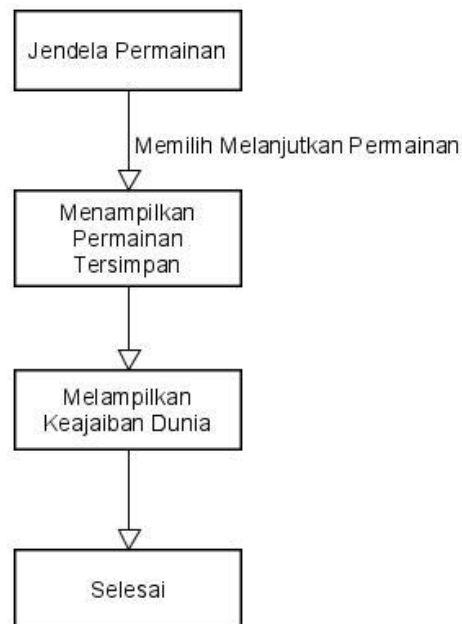 Jendela Permainan
Memilih Melanjutkan Permainan
Menampilkan
Permainan
Tersimpan
Melampilkan
Keajaiban Dunia
Selesai